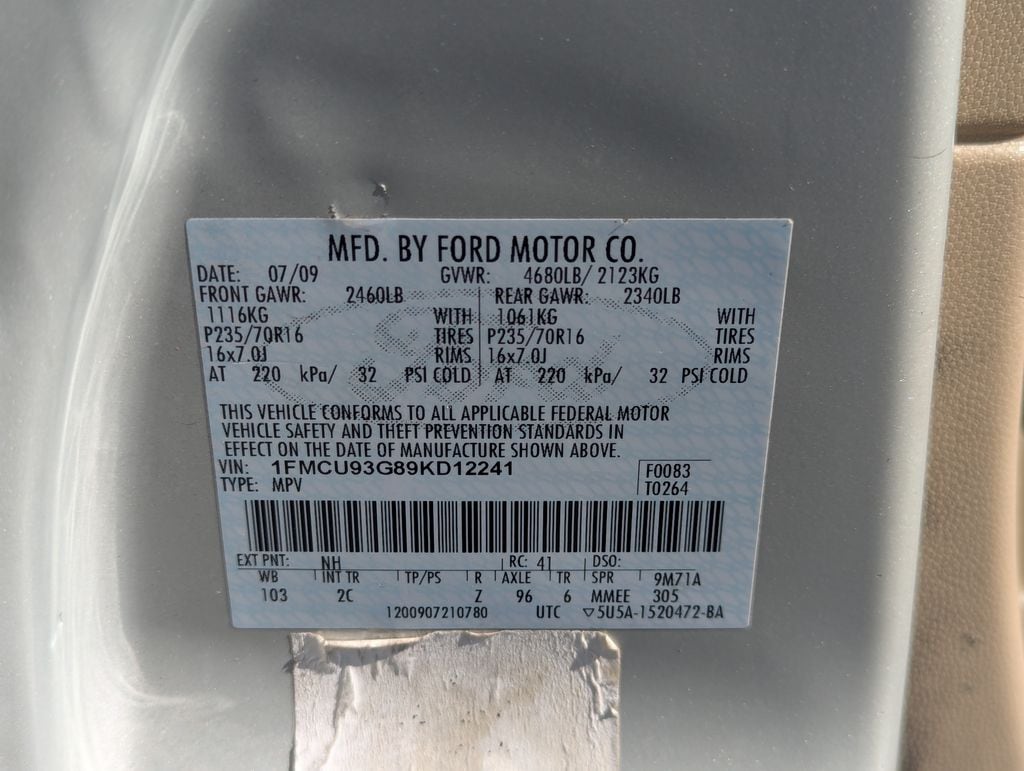 MFD. BY FORD MOTOR CO.
DATE: 07/09 GVWR: 4680LB/ 2123KG
FRONT GAWR: 2460LB REAR GAWR: 2340LB
1116KG WITH 1061KG WITH
P235/70R16 TIRES P235/70R16 TIRES
16x7.0J RIMS 16x7.0J RIMS
AT 220 kPa/ 32 PSI COLD AT 220 kPa/ 32 PSI COLD
THIS VEHICLE CONFORMS TO ALL APPLICABLE FEDERAL MOTOR
VEHICLE SAFETY AND THEFT PREVENTION STANDARDS IN
EFFECT ON THE DATE OF MANUFACTURE SHOWN ABOVE.
VIN: 1FMCU93G89KD12241 F0083
TYPE: MPV T0264
EXT PNT: NH RC: 41 DSO:
WB INT TR TP/PS R AXLE TR SPR 9M71A
103 2C Z 96 6 MMEE 305
1200907210780 UTC ▽5U5A-1520472-BA